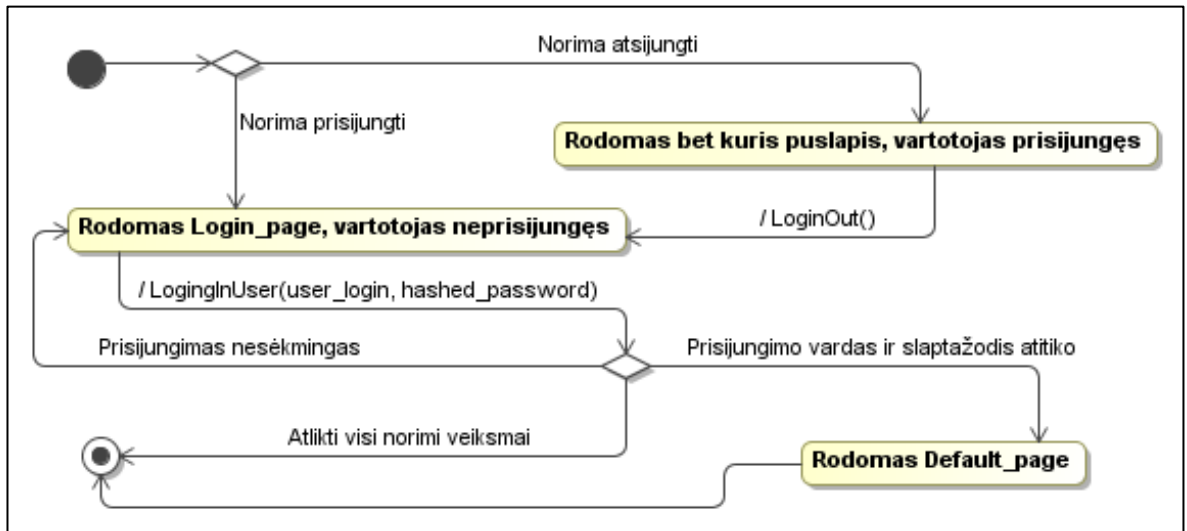 Norima atsijungti
Norima prisijungti
Rodomas bet kuris puslapis, vartotojas prisijungęs
Rodomas Login_page, vartotojas neprisijungęs
/ LoginOut()
/ LogingInUser(user_login, hashed_password)
Prisijungimas nesėkmingas
Prisijungimo vardas ir slaptažodis atitiko
Atlikti visi norimi veiksmai
Rodomas Default_page